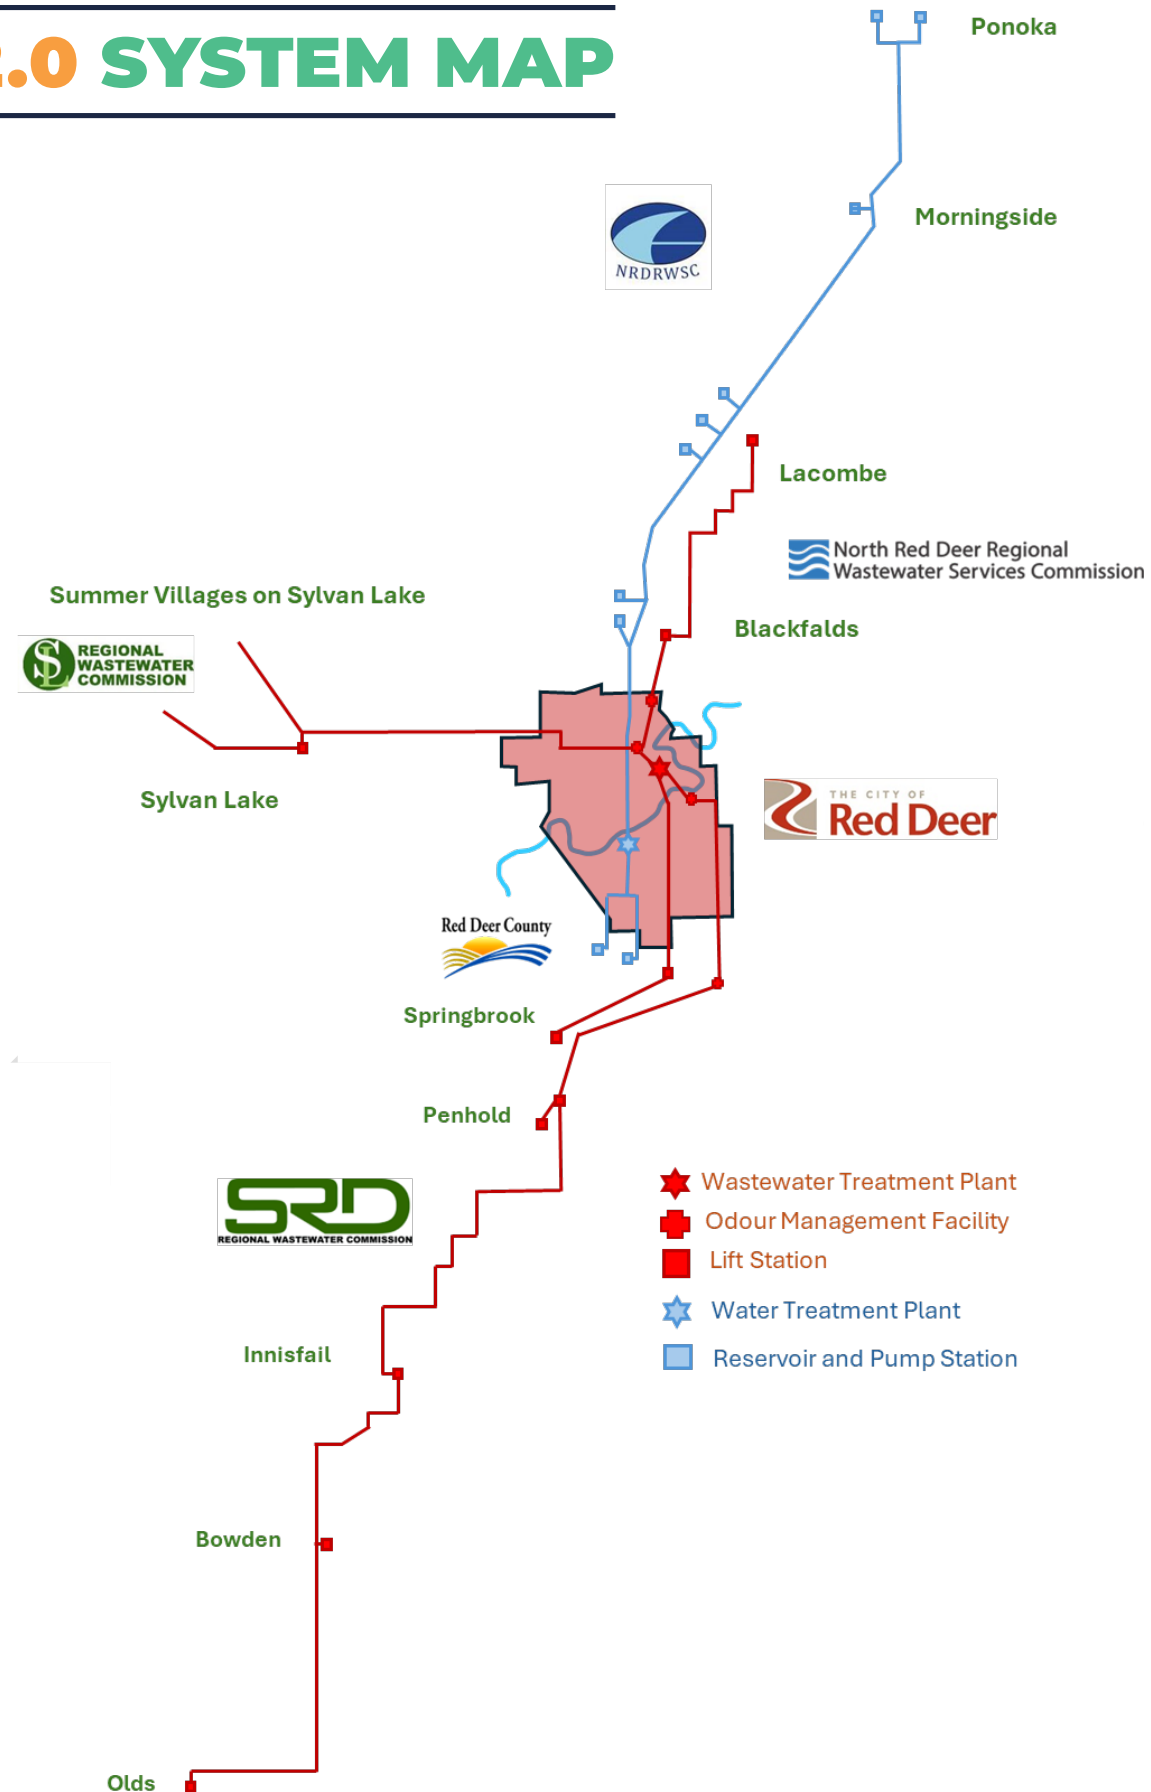 .0 SYSTEM MAP
Ponoka
Morningside
NRDRWSC
Lacombe
North Red Deer Regional
Wastewater Services Commission
Summer Villages on Sylvan Lake
Blackfalds
SL REGIONAL
WASTEWATER
COMMISSION
Sylvan Lake
THE CITY OF
Red Deer
Red Deer County
Springbrook
Penhold
SRD
REGIONAL WASTEWATER COMMISSION
Wastewater Treatment Plant
Odour Management Facility
Lift Station
Water Treatment Plant
Reservoir and Pump Station
Innisfail
Bowden
Olds